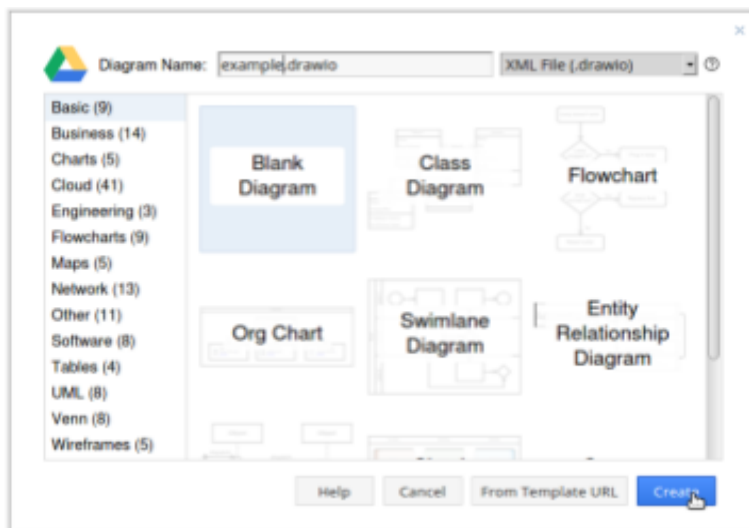 Diagram Name: example.drawio XML File (.drawio)
Basic (9)
Business (14)
Charts (5)
Cloud (41)
Engineering (3)
Flowcharts (9)
Maps (5)
Network (13)
Other (11)
Software (8)
Tables (4)
UML (8)
Venn (8)
Wireframes (5)
Blank
Diagram
Class
Diagram
Flowchart
Org Chart
Swimlane
Diagram
Entity
Relationship
Diagram
Help Cancel From Template URL Create